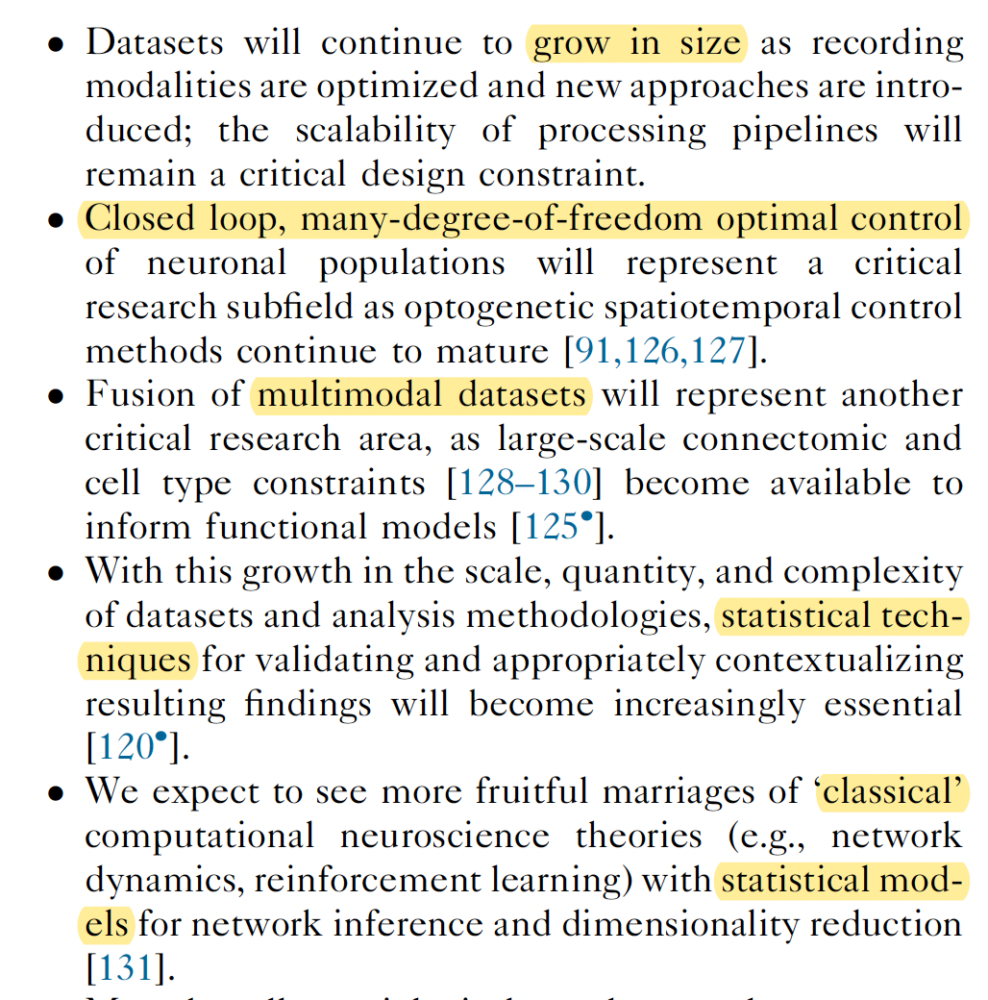 • Datasets will continue to grow in size as recording
modalities are optimized and new approaches are intro-
duced; the scalability of processing pipelines will
remain a critical design constraint.
• Closed loop, many-degree-of-freedom optimal control
of neuronal populations will represent a critical
research subfield as optogenetic spatiotemporal control
methods continue to mature [91,126,127].
• Fusion of multimodal datasets will represent another
critical research area, as large-scale connectomic and
cell type constraints [128–130] become available to
inform functional models [125•].
• With this growth in the scale, quantity, and complexity
of datasets and analysis methodologies, statistical tech-
niques for validating and appropriately contextualizing
resulting findings will become increasingly essential
[120•].
• We expect to see more fruitful marriages of ‘classical’
computational neuroscience theories (e.g., network
dynamics, reinforcement learning) with statistical mod-
els for network inference and dimensionality reduction
[131].